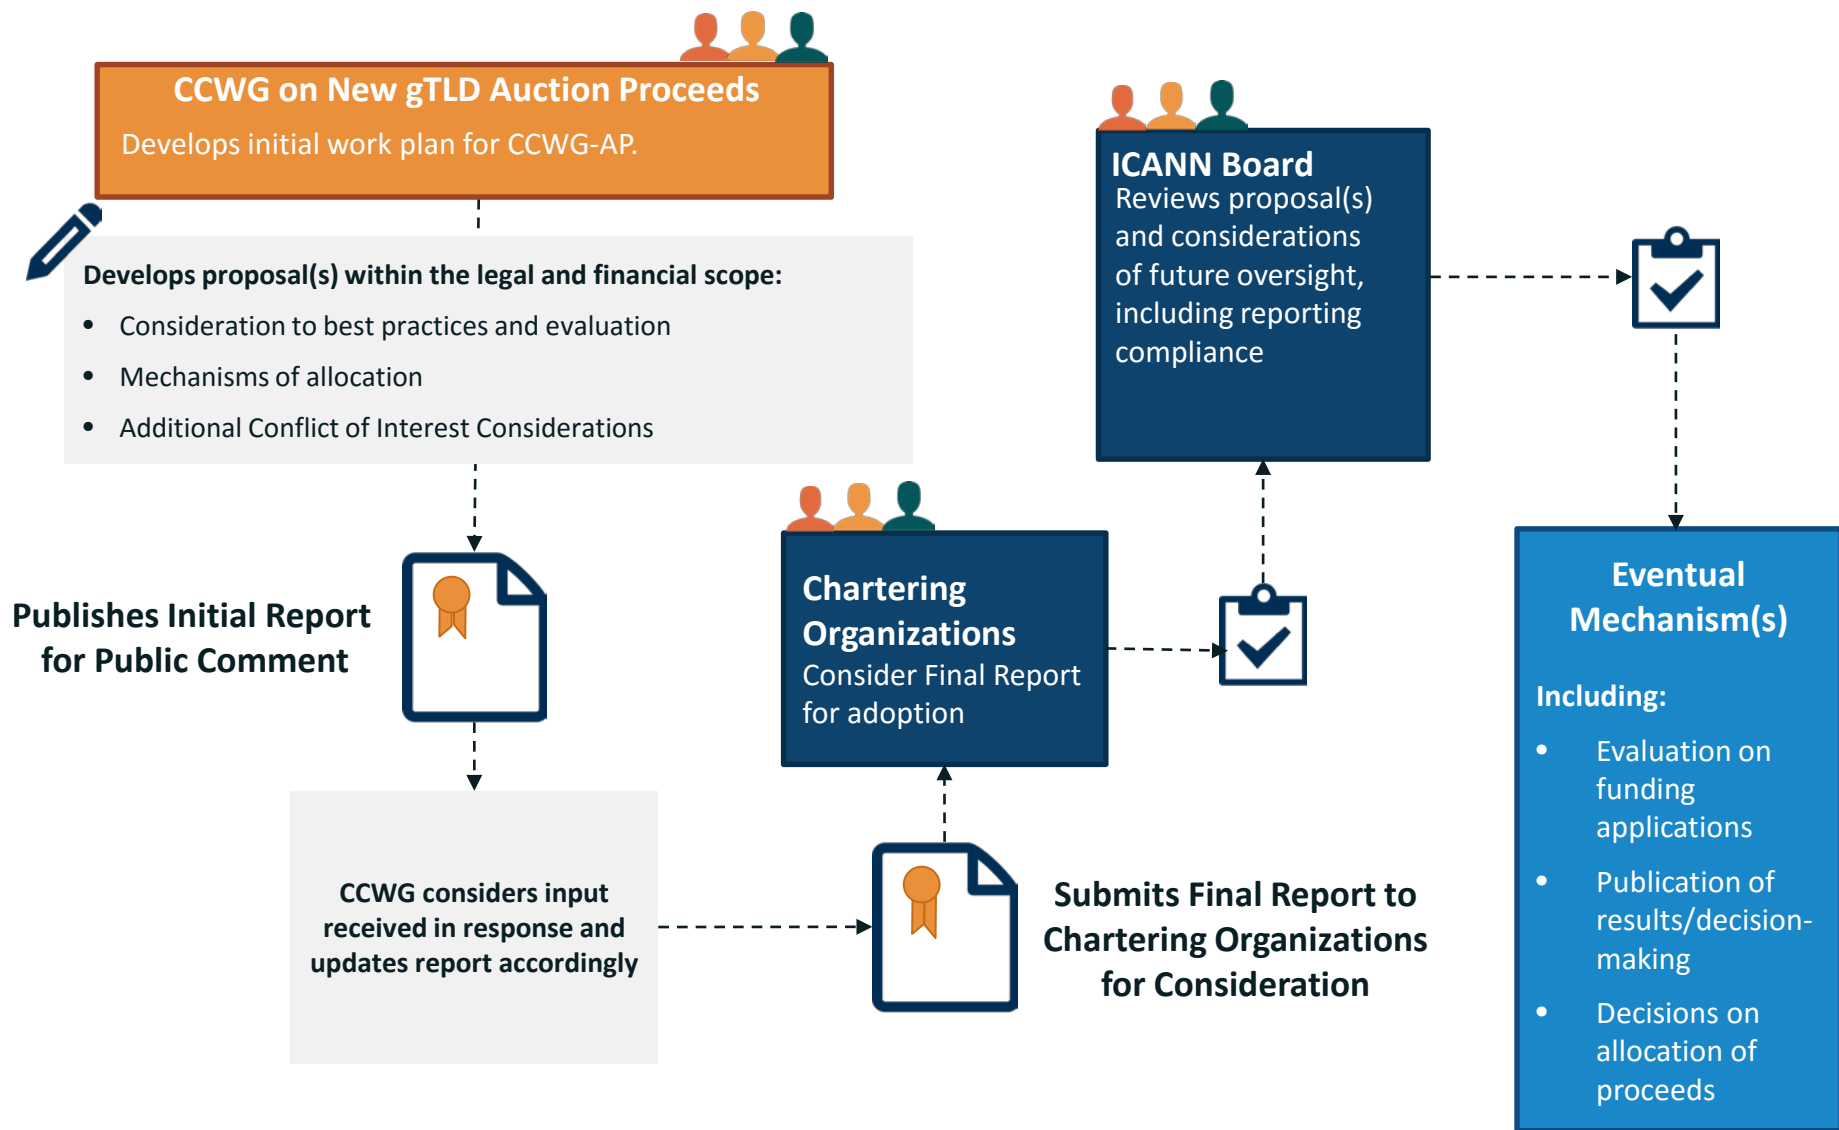 CCWG on New gTLD Auction Proceeds
Develops initial work plan for CCWG-AP.
Develops proposal(s) within the legal and financial scope:
• Consideration to best practices and evaluation
• Mechanisms of allocation
• Additional Conflict of Interest Considerations
Publishes Initial Report
for Public Comment
CCWG considers input
received in response and
updates report accordingly
Submits Final Report to
Chartering Organizations
for Consideration
Chartering
Organizations
Consider Final Report
for adoption
ICANN Board
Reviews proposal(s)
and considerations
of future oversight,
including reporting
compliance
Eventual
Mechanism(s)
Including:
• Evaluation on
funding
applications
• Publication of
results/decision-
making
• Decisions on
allocation of
proceeds